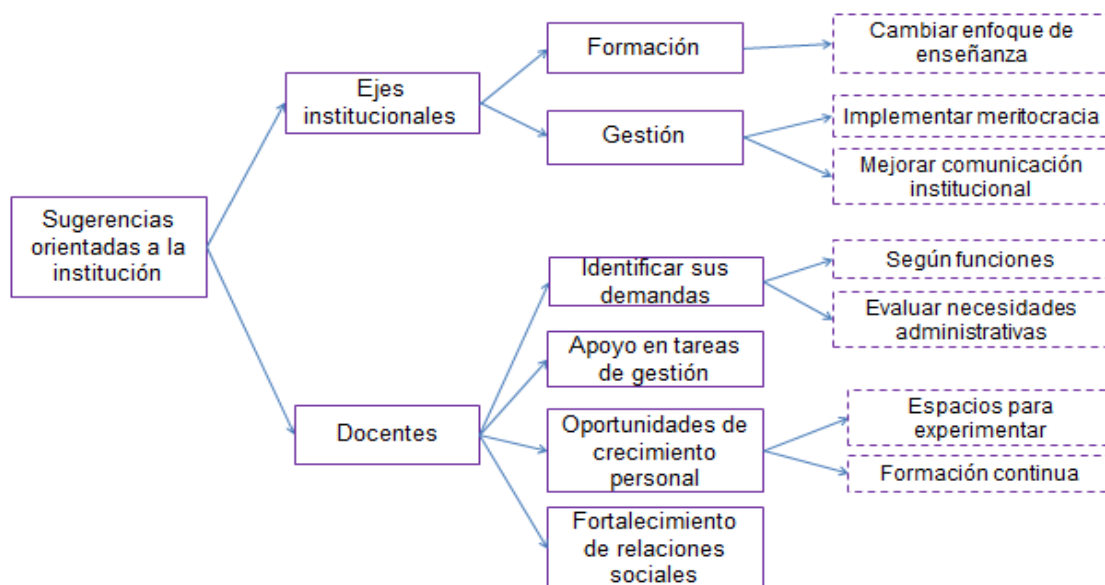 Sugerencias
orientadas a la
institución
Ejes
institucionales
Formación
Cambiar enfoque de
enseñanza
Gestión
Implementar meritocracia
Mejorar comunicación
institucional
Docentes
Identificar sus
demandas
Según funciones
Evaluar necesidades
administrativas
Apoyo en tareas
de gestión
Oportunidades de
crecimiento
personal
Espacios para
experimentar
Formación continua
Fortalecimiento
de relaciones
sociales